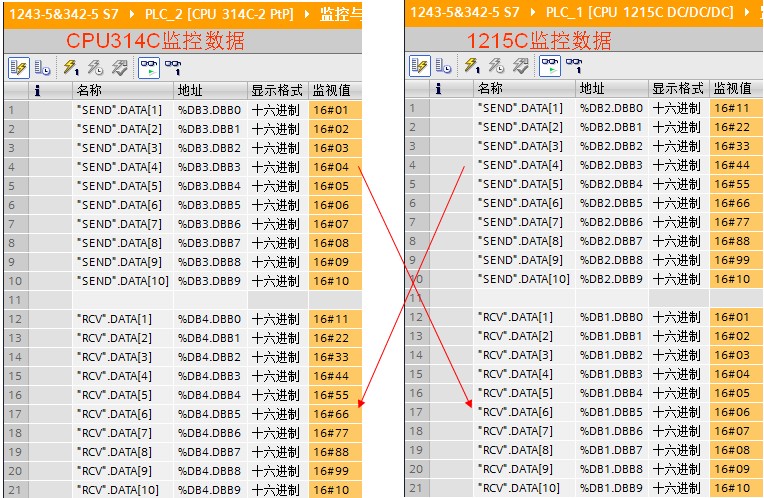 1243-5&342-5 S7 ▸ PLC_2 [CPU 314C-2 PtP] ▸ 监控与
CPU314C监控数据
i 名称 地址 显示格式 监视值
1 "SEND".DATA[1] %DB3.DBB0 十六进制 16#01
2 "SEND".DATA[2] %DB3.DBB1 十六进制 16#02
3 "SEND".DATA[3] %DB3.DBB2 十六进制 16#03
4 "SEND".DATA[4] %DB3.DBB3 十六进制 16#04
5 "SEND".DATA[5] %DB3.DBB4 十六进制 16#05
6 "SEND".DATA[6] %DB3.DBB5 十六进制 16#06
7 "SEND".DATA[7] %DB3.DBB6 十六进制 16#07
8 "SEND".DATA[8] %DB3.DBB7 十六进制 16#08
9 "SEND".DATA[9] %DB3.DBB8 十六进制 16#09
10 "SEND".DATA[10] %DB3.DBB9 十六进制 16#10
11
12 "RCV".DATA[1] %DB4.DBB0 十六进制 16#11
13 "RCV".DATA[2] %DB4.DBB1 十六进制 16#22
14 "RCV".DATA[3] %DB4.DBB2 十六进制 16#33
15 "RCV".DATA[4] %DB4.DBB3 十六进制 16#44
16 "RCV".DATA[5] %DB4.DBB4 十六进制 16#55
17 "RCV".DATA[6] %DB4.DBB5 十六进制 16#66
18 "RCV".DATA[7] %DB4.DBB6 十六进制 16#77
19 "RCV".DATA[8] %DB4.DBB7 十六进制 16#88
20 "RCV".DATA[9] %DB4.DBB8 十六进制 16#99
21 "RCV".DATA[10] %DB4.DBB9 十六进制 16#10
1243-5&342-5 S7 ▸ PLC_1 [CPU 1215C DC/DC/DC] ▸ 监
1215C监控数据
i 名称 地址 显示格式 监视值
1 "SEND".DATA[1] %DB2.DBB0 十六进制 16#11
2 "SEND".DATA[2] %DB2.DBB1 十六进制 16#22
3 "SEND".DATA[3] %DB2.DBB2 十六进制 16#33
4 "SEND".DATA[4] %DB2.DBB3 十六进制 16#44
5 "SEND".DATA[5] %DB2.DBB4 十六进制 16#55
6 "SEND".DATA[6] %DB2.DBB5 十六进制 16#66
7 "SEND".DATA[7] %DB2.DBB6 十六进制 16#77
8 "SEND".DATA[8] %DB2.DBB7 十六进制 16#88
9 "SEND".DATA[9] %DB2.DBB8 十六进制 16#99
10 "SEND".DATA[10] %DB2.DBB9 十六进制 16#10
11
12 "RCV".DATA[1] %DB1.DBB0 十六进制 16#01
13 "RCV".DATA[2] %DB1.DBB1 十六进制 16#02
14 "RCV".DATA[3] %DB1.DBB2 十六进制 16#03
15 "RCV".DATA[4] %DB1.DBB3 十六进制 16#04
16 "RCV".DATA[5] %DB1.DBB4 十六进制 16#05
17 "RCV".DATA[6] %DB1.DBB5 十六进制 16#06
18 "RCV".DATA[7] %DB1.DBB6 十六进制 16#07
19 "RCV".DATA[8] %DB1.DBB7 十六进制 16#08
20 "RCV".DATA[9] %DB1.DBB8 十六进制 16#09
21 "RCV".DATA[10] %DB1.DBB9 十六进制 16#10